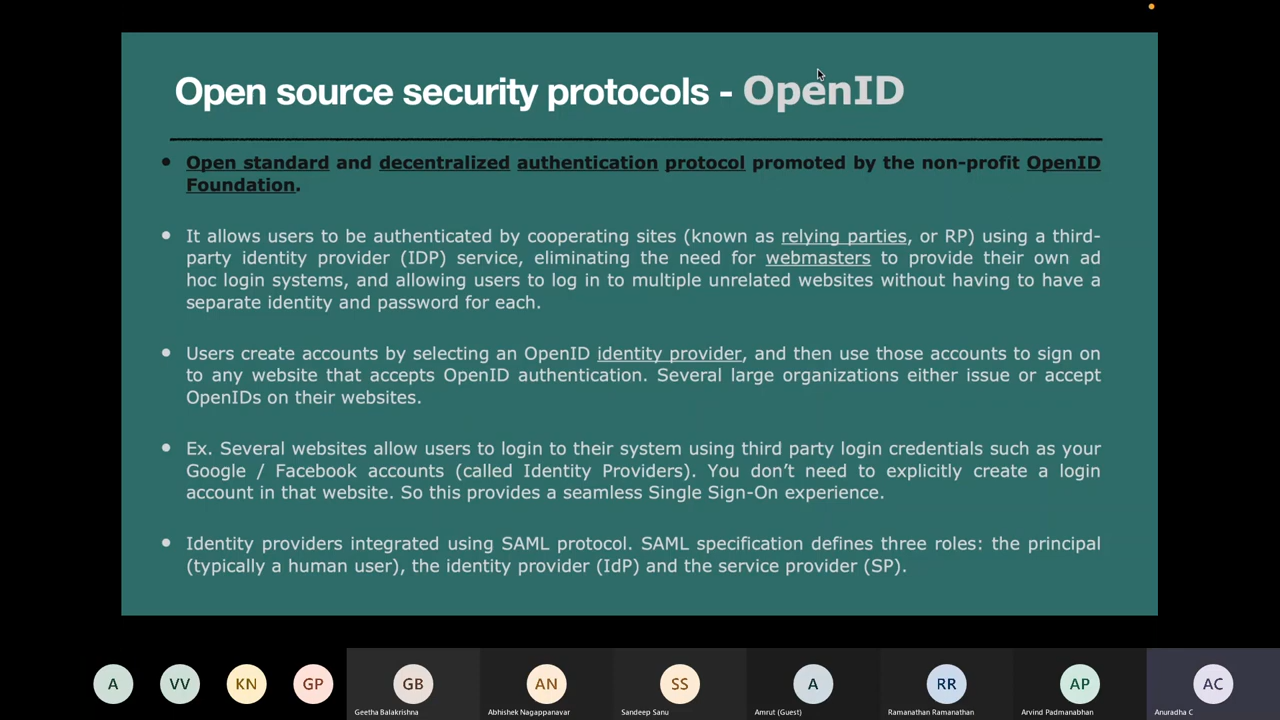 Open source security protocols - OpenID
• Open standard and decentralized authentication protocol promoted by the non-profit OpenID
Foundation.
• It allows users to be authenticated by cooperating sites (known as relying parties, or RP) using a third-
party identity provider (IDP) service, eliminating the need for webmasters to provide their own ad
hoc login systems, and allowing users to log in to multiple unrelated websites without having to have a
separate identity and password for each.
• Users create accounts by selecting an OpenID identity provider, and then use those accounts to sign on
to any website that accepts OpenID authentication. Several large organizations either issue or accept
OpenIDs on their websites.
• Ex. Several websites allow users to login to their system using third party login credentials such as your
Google / Facebook accounts (called Identity Providers). You don't need to explicitly create a login
account in that website. So this provides a seamless Single Sign-On experience.
• Identity providers integrated using SAML protocol. SAML specification defines three roles: the principal
(typically a human user), the identity provider (IdP) and the service provider (SP).
A VV KN GP GB AN SS A RR AP AC
Geetha Balakrishna Abhishek Nagappanavar Sandeep Sanu Amrut (Guest) Ramanathan Ramanathan Arvind Padmanabhan Anuradha C